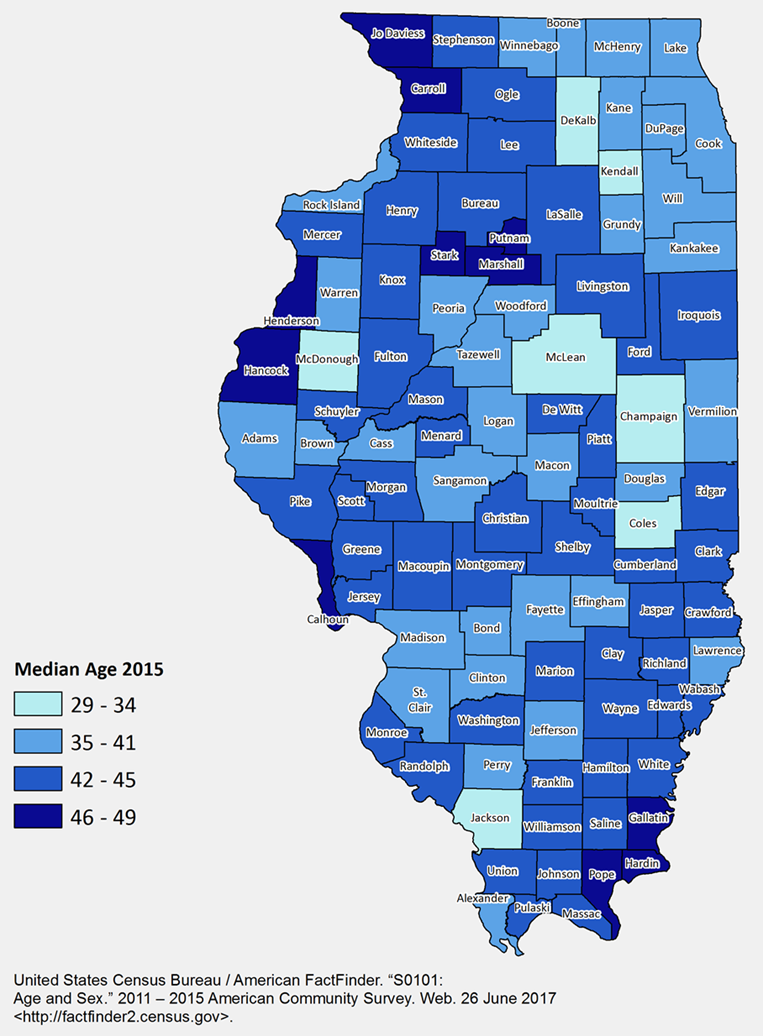 Jo Daviess
Stephenson
Winnebago
Boone
McHenry
Lake
Carroll
Ogle
DeKalb
Kane
DuPage
Cook
Whiteside
Lee
Kendall
Will
Rock Island
Henry
Bureau
LaSalle
Grundy
Mercer
Putnam
Kankakee
Stark
Marshall
Knox
Livingston
Henderson
Warren
Peoria
Woodford
Iroquois
Hancock
McDonough
Fulton
Tazewell
McLean
Ford
Schuyler
Mason
De Witt
Champaign
Vermilion
Adams
Brown
Cass
Menard
Logan
Piatt
Macon
Pike
Scott
Morgan
Sangamon
Douglas
Edgar
Christian
Moultrie
Coles
Greene
Macoupin
Montgomery
Shelby
Cumberland
Clark
Calhoun
Jersey
Fayette
Effingham
Jasper
Crawford
Madison
Bond
Clay
Richland
Lawrence
Marion
Clinton
St.
Clair
Wabash
Monroe
Washington
Wayne
Edwards
Jefferson
Randolph
Perry
Franklin
Hamilton
White
Jackson
Williamson
Saline
Gallatin
Union
Johnson
Pope
Hardin
Alexander
Pulaski
Massac
Median Age 2015
29 - 34
35 - 41
42 - 45
46 - 49
United States Census Bureau / American FactFinder. “S0101:
Age and Sex.” 2011 – 2015 American Community Survey. Web. 26 June 2017
<http://factfinder2.census.gov>.